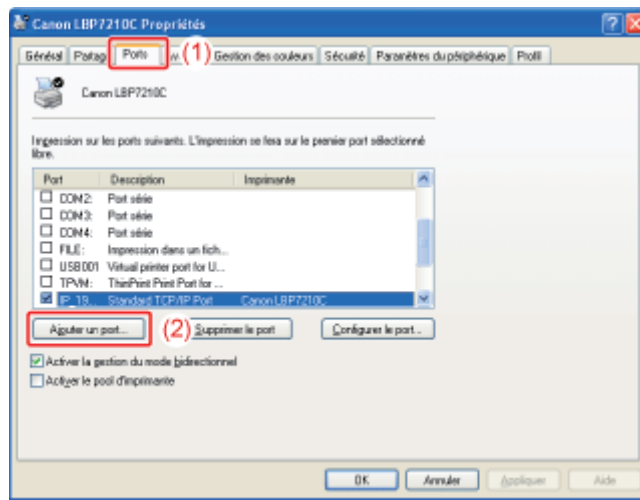 Canon LBP7210C Propriétés
Général Partag Ports (1) Gestion des couleurs Sécurité Paramètres du périphérique Profil
Canon LBP7210C
Impression sur les ports suivants. L'impression se fera sur le premier port sélectionné
libre.
Port Description Imprimante
COM2: Port série
COM3: Port série
COM4: Port série
FILE: Impression dans un fich...
USB001 Virtual printer port for U...
TPVM: ThinPrint Print Port for ...
IP_19... Standard TCP/IP Port Canon LBP7210C
Ajouter un port... (2) Supprimer le port Configurer le port...
Activer la gestion du mode bidirectionnel
Activer le pool d'imprimante
OK Annuler Appliquer Aide